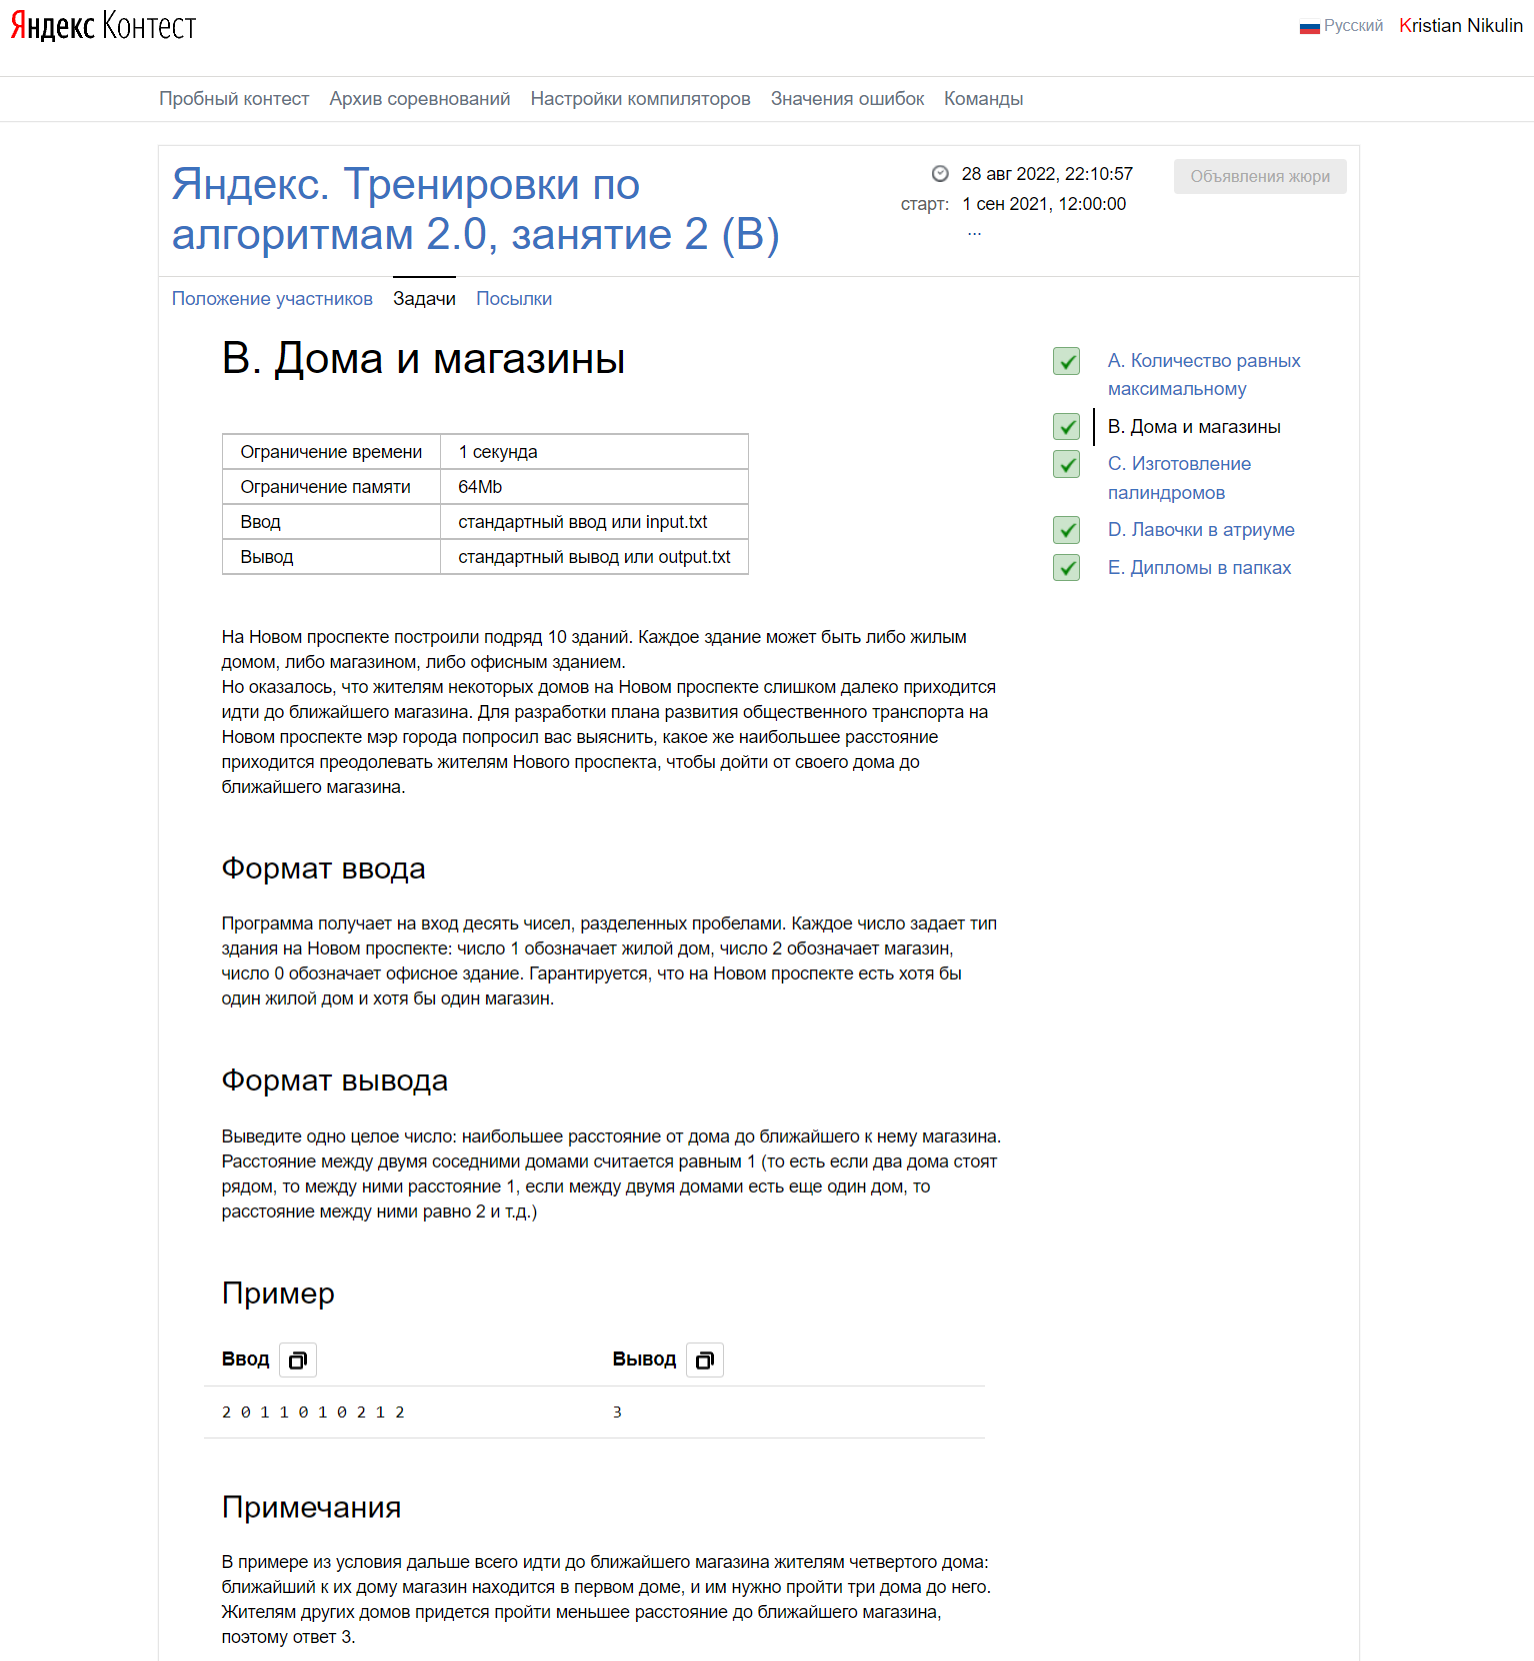 Яндекс Контест
Русский Kristian Nikulin
Пробный контест Архив соревнований Настройки компиляторов Значения ошибок Команды
Яндекс. Тренировки по
алгоритмам 2.0, занятие 2 (В)
28 авг 2022, 22:10:57
старт: 1 сен 2021, 12:00:00
...
Объявления жюри
Положение участников Задачи Посылки
B. Дома и магазины
Ограничение времени 1 секунда
Ограничение памяти 64Mb
Ввод стандартный ввод или input.txt
Вывод стандартный вывод или output.txt
A. Количество равных
максимальному
B. Дома и магазины
C. Изготовление
палиндромов
D. Лавочки в атриуме
E. Дипломы в папках
На Новом проспекте построили подряд 10 зданий. Каждое здание может быть либо жилым
домом, либо магазином, либо офисным зданием.
Но оказалось, что жителям некоторых домов на Новом проспекте слишком далеко приходится
идти до ближайшего магазина. Для разработки плана развития общественного транспорта на
Новом проспекте мэр города попросил вас выяснить, какое же наибольшее расстояние
приходится преодолевать жителям Нового проспекта, чтобы дойти от своего дома до
ближайшего магазина.
Формат ввода
Программа получает на вход десять чисел, разделенных пробелами. Каждое число задает тип
здания на Новом проспекте: число 1 обозначает жилой дом, число 2 обозначает магазин,
число 0 обозначает офисное здание. Гарантируется, что на Новом проспекте есть хотя бы
один жилой дом и хотя бы один магазин.
Формат вывода
Выведите одно целое число: наибольшее расстояние от дома до ближайшего к нему магазина.
Расстояние между двумя соседними домами считается равным 1 (то есть если два дома стоят
рядом, то между ними расстояние 1, если между двумя домами есть еще один дом, то
расстояние между ними равно 2 и т.д.)
Пример
Ввод Вывод
2 0 1 1 0 1 0 2 1 2 3
Примечания
В примере из условия дальше всего идти до ближайшего магазина жителям четвертого дома:
ближайший к их дому магазин находится в первом доме, и им нужно пройти три дома до него.
Жителям других домов придется пройти меньшее расстояние до ближайшего магазина,
поэтому ответ 3.